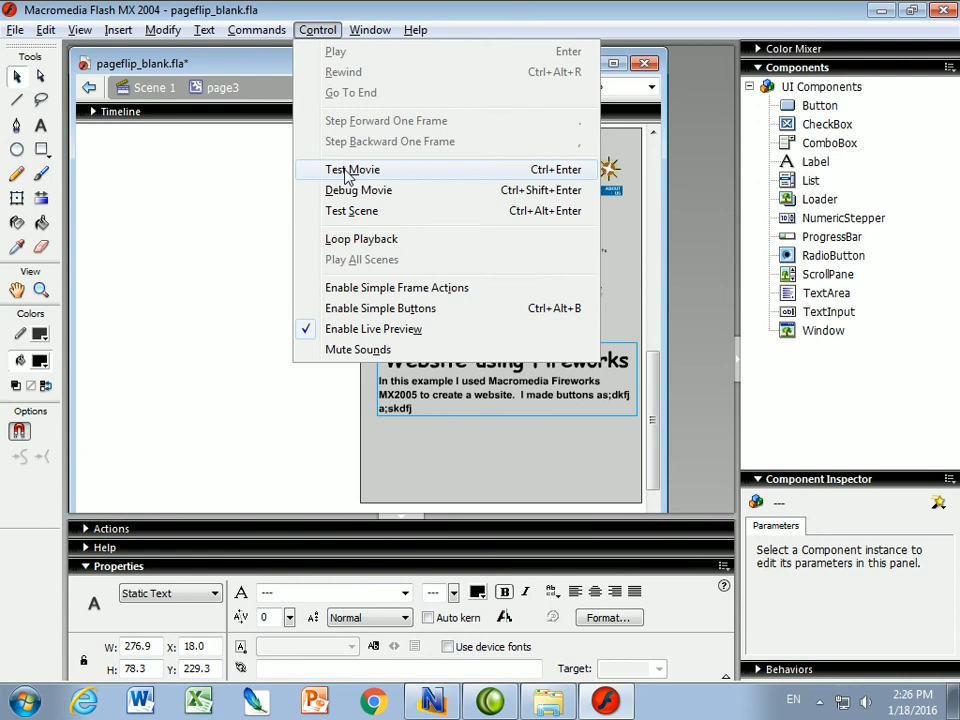 Macromedia Flash MX 2004 - pageflip_blank.fla
File Edit View Insert Modify Text Commands Control Window Help
Tools
View
Colors
Options
pageflip_blank.fla*
Scene 1 page3
Timeline
Play Enter
Rewind Ctrl+Alt+R
Go To End
Step Forward One Frame .
Step Backward One Frame ,
Test Movie Ctrl+Enter
Debug Movie Ctrl+Shift+Enter
Test Scene Ctrl+Alt+Enter
Loop Playback
Play All Scenes
Enable Simple Frame Actions
Enable Simple Buttons Ctrl+Alt+B
Enable Live Preview
Mute Sounds
ABOUT
US
Website using Fireworks
In this example I used Macromedia Fireworks
MX2005 to create a website. I made buttons as;dkfj
a;skdfj
Color Mixer
Components
UI Components
Button
CheckBox
ComboBox
Label
List
Loader
NumericStepper
ProgressBar
RadioButton
ScrollPane
TextArea
TextInput
Window
Component Inspector
---
Parameters
Select a Component instance to
edit its parameters in this panel.
Behaviors
Actions
Help
Properties
Static Text A --- --- B I
A/V 0 Normal Auto kern Format...
W: 276.9 X: 18.0 Use device fonts
H: 78.3 Y: 229.3 Target:
EN 2:26 PM
1/18/2016